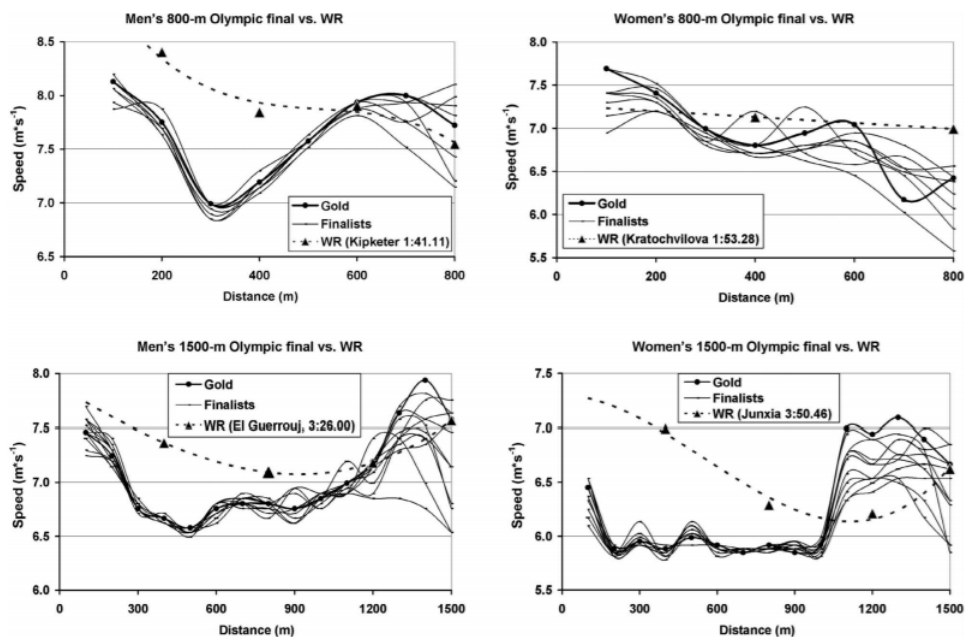 Men's 800-m Olympic final vs. WR
Speed (m*s⁻¹)
8.5
8.0
7.5
7.0
6.5
Gold
Finalists
WR (Kipketer 1:41.11)
0 200 400 600 800
Distance (m)
Women's 800-m Olympic final vs. WR
Speed (m*s⁻¹)
8.0
7.5
7.0
6.5
6.0
5.5
Gold
Finalists
WR (Kratochvilova 1:53.28)
0 200 400 600 800
Distance (m)
Men's 1500-m Olympic final vs. WR
Speed (m*s⁻¹)
8.0
7.5
7.0
6.5
6.0
Gold
Finalists
WR (El Guerrouj, 3:26.00)
0 300 600 900 1200 1500
Distance (m)
Women's 1500-m Olympic final vs. WR
Speed (m*s⁻¹)
7.5
7.0
6.5
6.0
5.5
Gold
Finalists
WR (Junxia 3:50.46)
0 300 600 900 1200 1500
Distance (m)